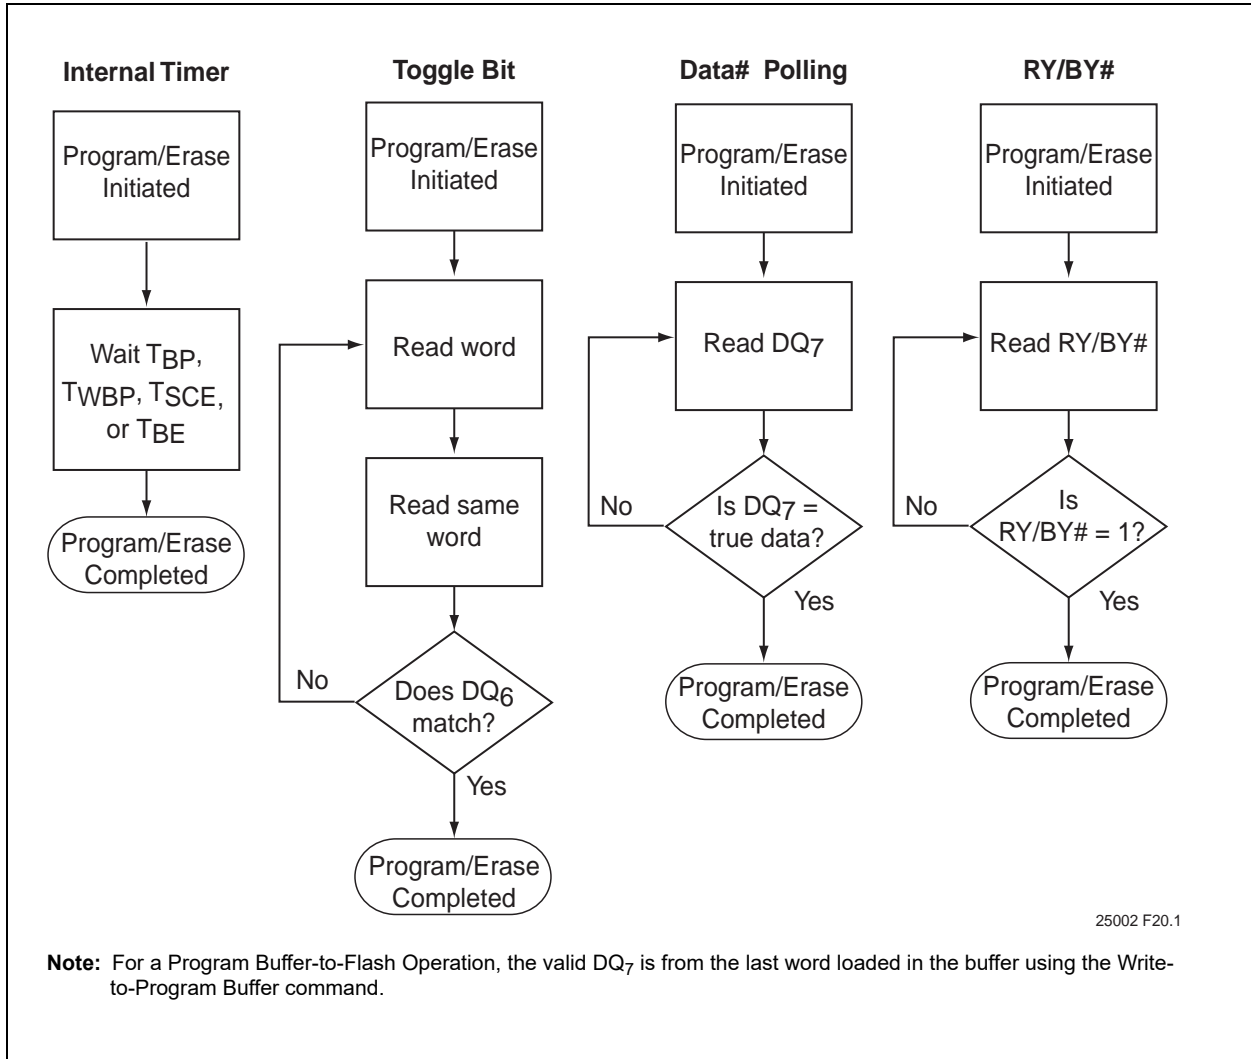 Internal Timer
Program/Erase
Initiated
Wait TBP,
TWBP, TSCE,
or TBE
Program/Erase
Completed
Toggle Bit
Program/Erase
Initiated
Read word
Read same
word
Does DQ6
match?
No
Yes
Program/Erase
Completed
Data# Polling
Program/Erase
Initiated
Read DQ7
Is DQ7 =
true data?
No
Yes
Program/Erase
Completed
RY/BY#
Program/Erase
Initiated
Read RY/BY#
Is
RY/BY# = 1?
No
Yes
Program/Erase
Completed
25002 F20.1
Note: For a Program Buffer-to-Flash Operation, the valid DQ7 is from the last word loaded in the buffer using the Write-
to-Program Buffer command.